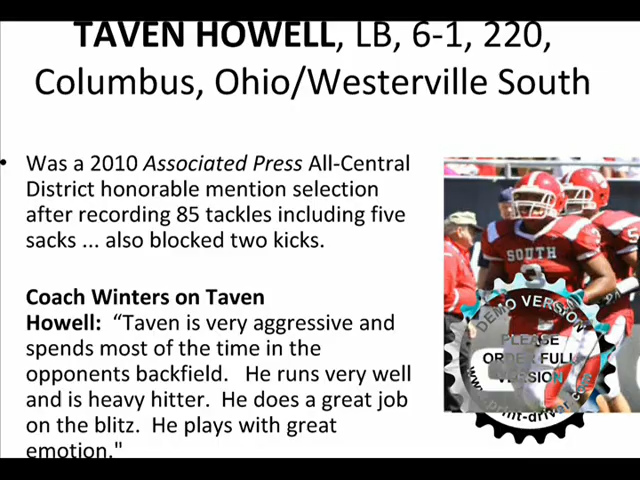 TAVEN HOWELL, LB, 6-1, 220,
Columbus, Ohio/Westerville South
• Was a 2010 Associated Press All-Central
District honorable mention selection
after recording 85 tackles including five
sacks ... also blocked two kicks.
Coach Winters on Taven
Howell: “Taven is very aggressive and
spends most of the time in the
opponents backfield. He runs very well
and is heavy hitter. He does a great job
on the blitz. He plays with great
emotion."
SOUTH
DEMO VERSION
PLEASE
ORDER FULL
VERSION
www.print-driver.com